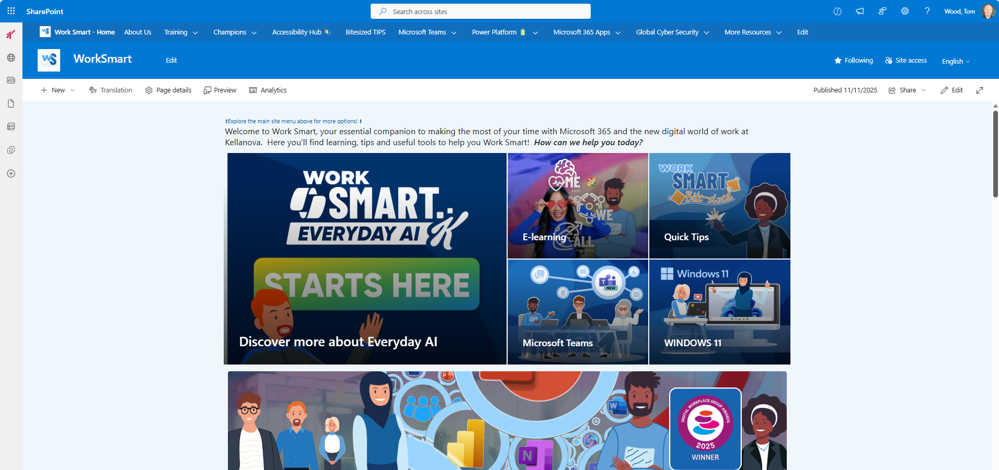 SharePoint
Search across sites
Wood, Tom
WS
Work Smart - Home
About Us
Training
Champions
Accessibility Hub
Bitesized TIPS
Microsoft Teams
Power Platform
Microsoft 365 Apps
Global Cyber Security
More Resources
Edit
WS
WorkSmart
Edit
Following
Site access
English
New
Translation
Page details
Preview
Analytics
Published 11/11/2025
Share
Edit
⬆Explore the main site menu above for more options! ⬆
Welcome to Work Smart, your essential companion to making the most of your time with Microsoft 365 and the new digital world of work at
Kellanova. Here you'll find learning, tips and useful tools to help you Work Smart! How can we help you today?
WORK
SMART..
EVERYDAY AI K
STARTS HERE
Discover more about Everyday AI
ME
FIRST
WE
GROW
ALL
TOGETHER
E-learning
WORK
SMART
Bite-sized
Quick Tips
T
NEW
Microsoft Teams
Windows 11
WINDOWS 11
P
W
N
DIGITAL WORKPLACE GROUP AWARDS
2025
WINNER